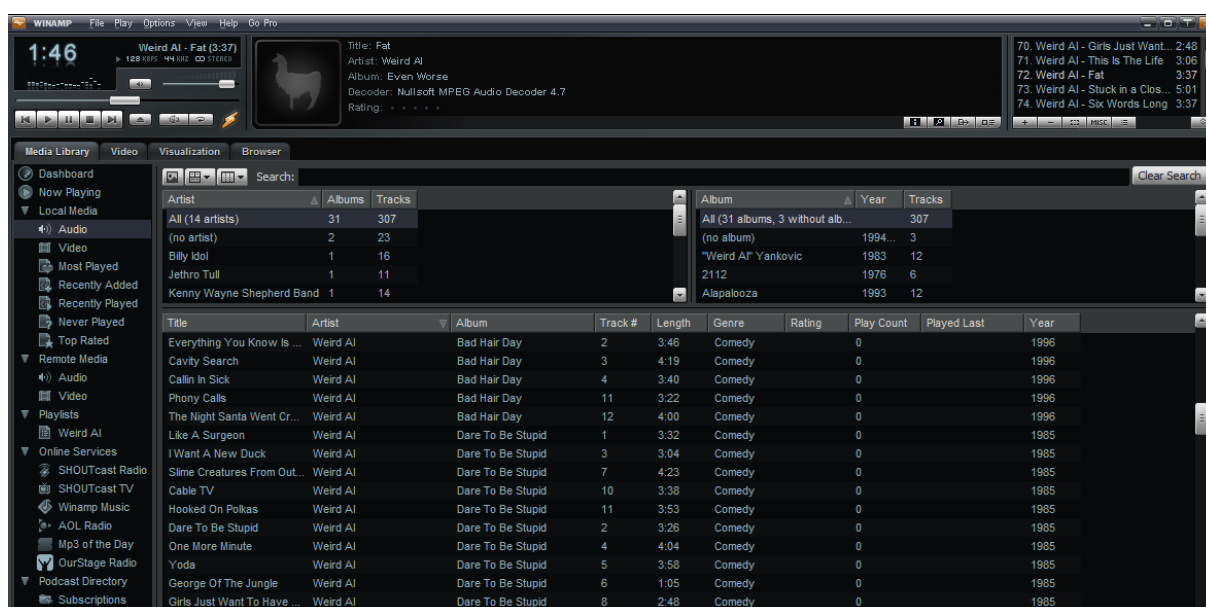 WINAMP File Play Options View Help Go Pro
1:46
Weird Al - Fat (3:37)
128 KBPS 44 KHZ STEREO
Title: Fat
Artist: Weird Al
Album: Even Worse
Decoder: Nullsoft MPEG Audio Decoder 4.7
Rating:
70. Weird Al - Girls Just Want... 2:48
71. Weird Al - This Is The Life 3:06
72. Weird Al - Fat 3:37
73. Weird Al - Stuck in a Clos... 5:01
74. Weird Al - Six Words Long 3:37
+ - MISC
Media Library Video Visualization Browser
Dashboard
Now Playing
Local Media
Audio
Video
Most Played
Recently Added
Recently Played
Never Played
Top Rated
Remote Media
Audio
Video
Playlists
Weird Al
Online Services
SHOUTcast Radio
SHOUTcast TV
Winamp Music
AOL Radio
Mp3 of the Day
OurStage Radio
Podcast Directory
Subscriptions
Search: Clear Search
Artist Albums Tracks
All (14 artists) 31 307
(no artist) 2 23
Billy Idol 1 16
Jethro Tull 1 11
Kenny Wayne Shepherd Band 1 14
Album Year Tracks
All (31 albums, 3 without alb... 307
(no album) 1994... 3
"Weird Al" Yankovic 1983 12
2112 1976 6
Alapalooza 1993 12
Title Artist Album Track # Length Genre Rating Play Count Played Last Year
Everything You Know Is ... Weird Al Bad Hair Day 2 3:46 Comedy 0 1996
Cavity Search Weird Al Bad Hair Day 3 4:19 Comedy 0 1996
Callin In Sick Weird Al Bad Hair Day 4 3:40 Comedy 0 1996
Phony Calls Weird Al Bad Hair Day 11 3:22 Comedy 0 1996
The Night Santa Went Cr... Weird Al Bad Hair Day 12 4:00 Comedy 0 1996
Like A Surgeon Weird Al Dare To Be Stupid 1 3:32 Comedy 0 1985
I Want A New Duck Weird Al Dare To Be Stupid 3 3:04 Comedy 0 1985
Slime Creatures From Out... Weird Al Dare To Be Stupid 7 4:23 Comedy 0 1985
Cable TV Weird Al Dare To Be Stupid 10 3:38 Comedy 0 1985
Hooked On Polkas Weird Al Dare To Be Stupid 11 3:53 Comedy 0 1985
Dare To Be Stupid Weird Al Dare To Be Stupid 2 3:26 Comedy 0 1985
One More Minute Weird Al Dare To Be Stupid 4 4:04 Comedy 0 1985
Yoda Weird Al Dare To Be Stupid 5 3:58 Comedy 0 1985
George Of The Jungle Weird Al Dare To Be Stupid 6 1:05 Comedy 0 1985
Girls Just Want To Have ... Weird Al Dare To Be Stupid 8 2:48 Comedy 0 1985